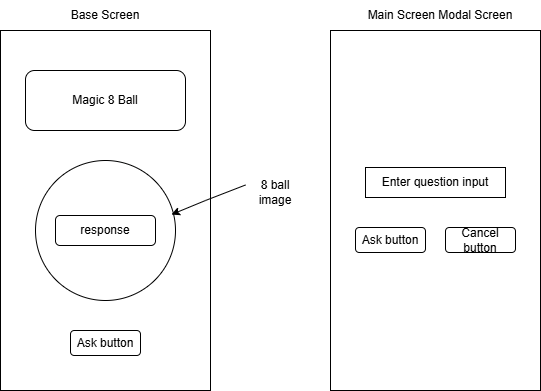 Base Screen
Main Screen Modal Screen
Magic 8 Ball
8 ball
image
response
Ask button
Enter question input
Ask button
Cancel
button